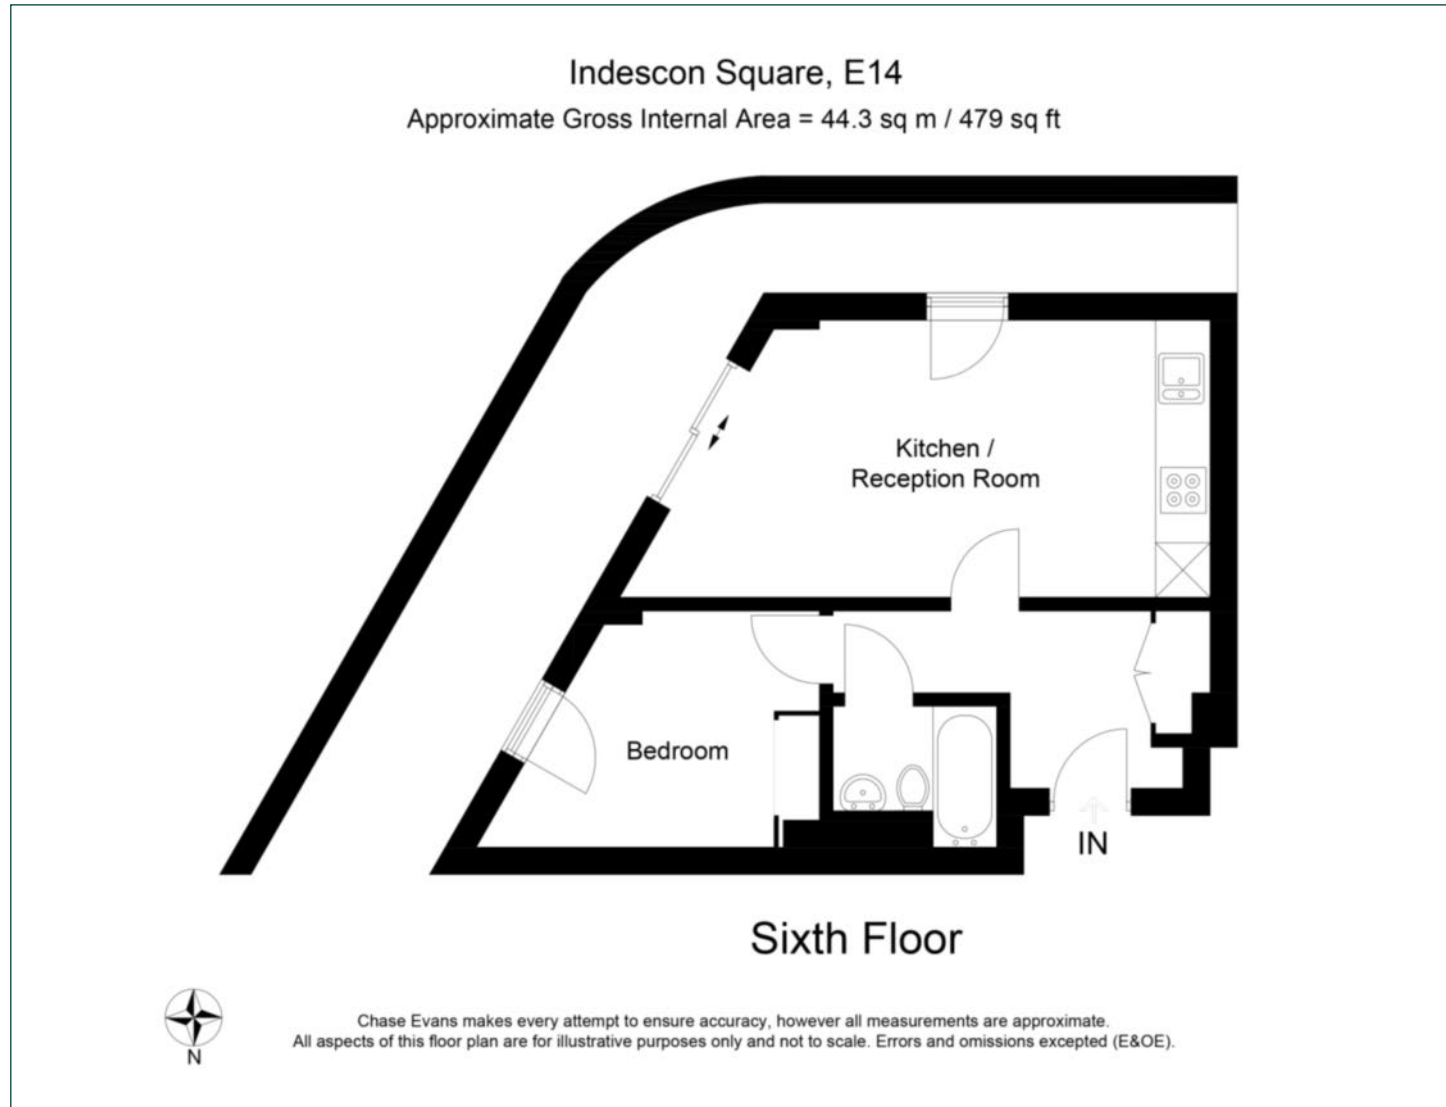 Indescon Square, E14
Approximate Gross Internal Area = 44.3 sq m / 479 sq ft
Kitchen /
Reception Room
Bedroom
IN
Sixth Floor
N
Chase Evans makes every attempt to ensure accuracy, however all measurements are approximate.
All aspects of this floor plan are for illustrative purposes only and not to scale. Errors and omissions excepted (E&OE).